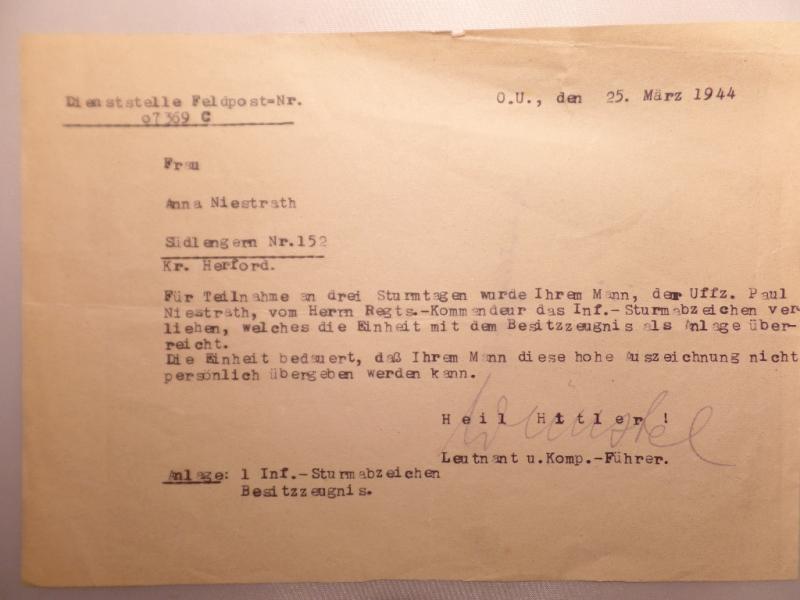 Dienststelle Feldpost=Nr.
07369 C
O.U., den 25. März 1944
Frau
Anna Niestrath
Südlengern Nr.152
Kr. Herford.
Für Teilnahme an drei Sturmtagen wurde Ihrem Mann, der Uffz. Paul
Niestrath, vom Herrn Regts.-Kommandeur das Inf.-Sturmabzeichen ver
liehen, welches die Einheit mit dem Besitzzeugnis als Anlage über-
reicht.
Die Einheit bedauert, daß Ihrem Mann diese hohe Auszeichnung nicht
persönlich übergeben werden kann.
Heil Hitler !
Leutnant u.Komp.-Führer.
Anlage: 1 Inf.-Sturmabzeichen
Besitzzeugnis.